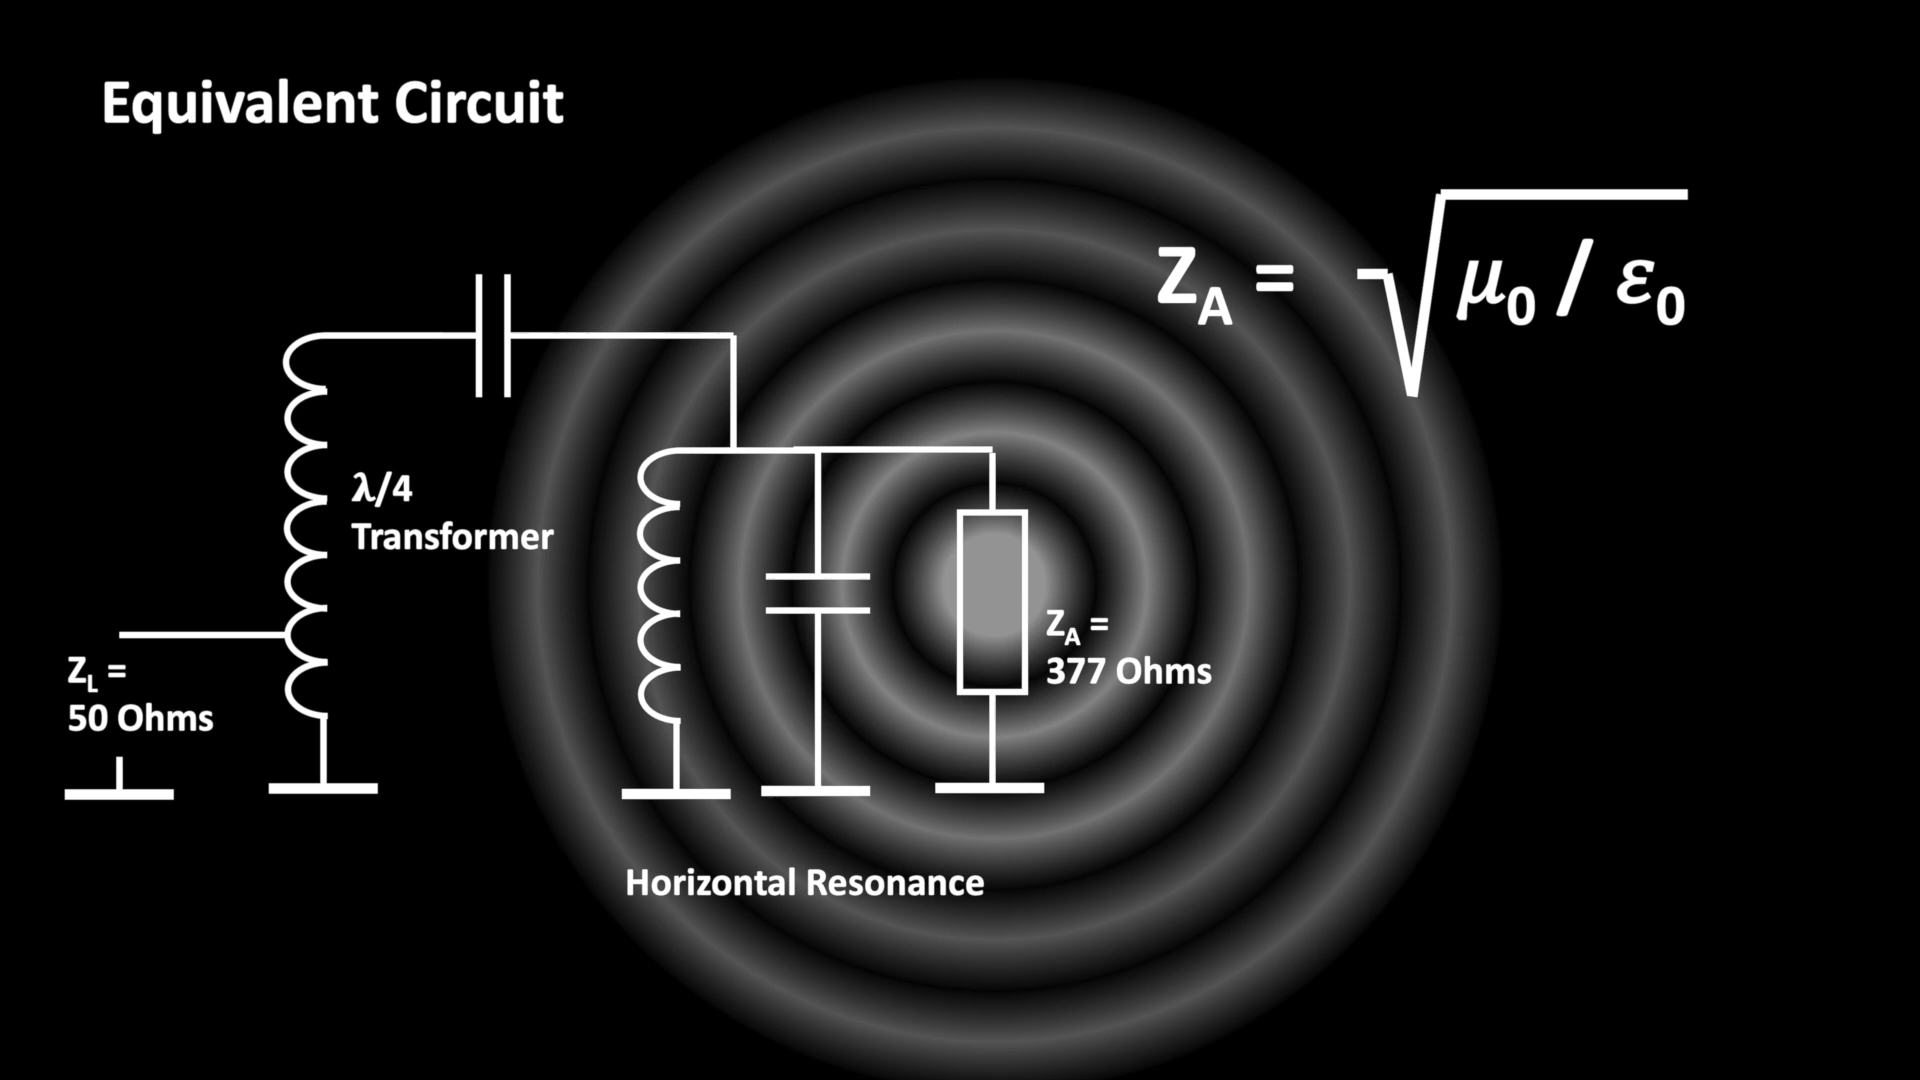 Equivalent Circuit
Z_A = √μ₀ / ε₀
λ/4
Transformer
Z_L =
50 Ohms
Z_A =
377 Ohms
Horizontal Resonance